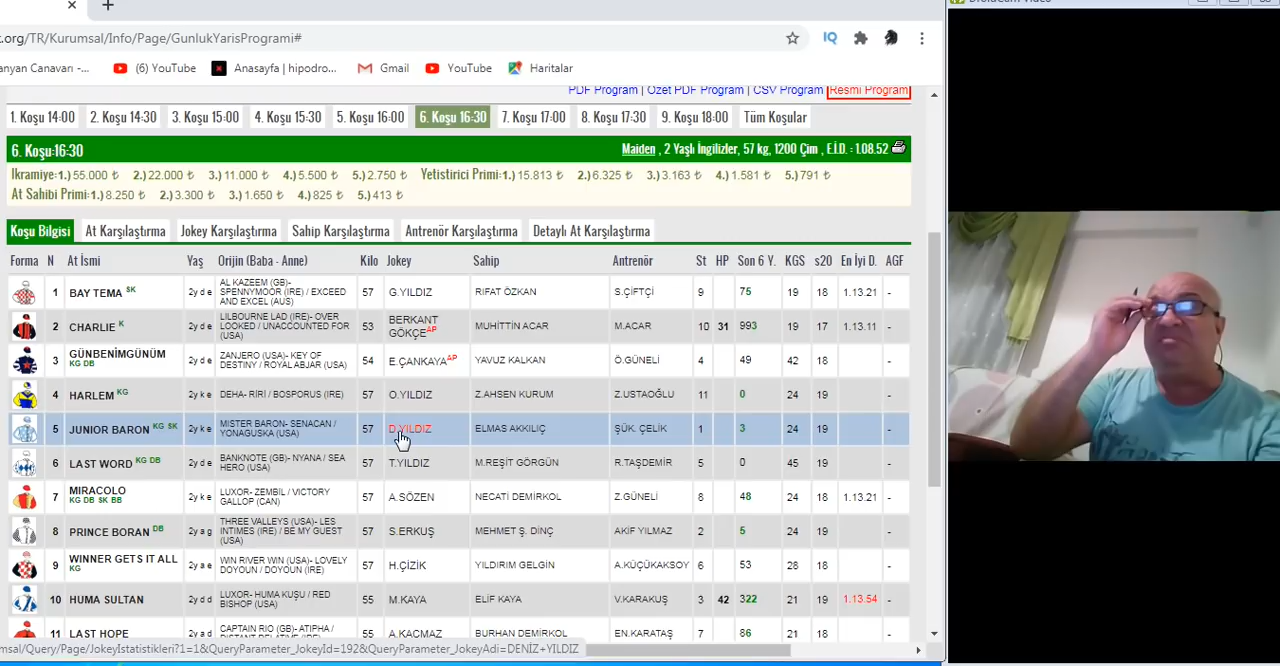 DroidCam Video
.org/TR/Kurumsal/Info/Page/GunlukYarisProgrami#
IQ
anyan Canavarı -... (6) YouTube Anasayfa | hipodro... Gmail YouTube Haritalar
PDF Program | Özet PDF Program | CSV Program Resmi Program
1. Koşu 14:00 2. Koşu 14:30 3. Koşu 15:00 4. Koşu 15:30 5. Koşu 16:00 6. Koşu 16:30 7. Koşu 17:00 8. Koşu 17:30 9. Koşu 18:00 Tüm Koşular
6. Koşu:16:30 Maiden , 2 Yaşlı İngilizler, 57 kg, 1200 Çim , E.İ.D. : 1.08.52
Ikramiye:1.) 55.000 ₺ 2.) 22.000 ₺ 3.) 11.000 ₺ 4.) 5.500 ₺ 5.) 2.750 ₺ Yetistirici Primi:1.) 15.813 ₺ 2.) 6.325 ₺ 3.) 3.163 ₺ 4.) 1.581 ₺ 5.) 791 ₺
At Sahibi Primi:1.) 8.250 ₺ 2.) 3.300 ₺ 3.) 1.650 ₺ 4.) 825 ₺ 5.) 413 ₺
Koşu Bilgisi At Karşılaştırma Jokey Karşılaştırma Sahip Karşılaştırma Antrenör Karşılaştırma Detaylı At Karşılaştırma
Forma N At İsmi Yaş Orijin (Baba - Anne) Kilo Jokey Sahip Antrenör St HP Son 6 Y. KGS s20 En İyi D. AGF
1 BAY TEMA SK 2y d e AL KAZEEM (GB)- SPENNYMOOR (IRE) / EXCEED AND EXCEL (AUS) 57 G.YILDIZ RIFAT ÖZKAN S.ÇİFTÇİ 9 75 19 18 1.13.21 -
2 CHARLIE K 2y d e LILBOURNE LAD (IRE)- OVER LOOKED / UNACCOUNTED FOR (USA) 53 BERKANT GÖKÇE AP MUHİTTİN ACAR M.ACAR 10 31 993 19 17 1.13.11 -
3 GÜNBENİMGÜNÜM KG DB 2y d e ZANJERO (USA)- KEY OF DESTINY / ROYAL ABJAR (USA) 54 E.ÇANKAYA AP YAVUZ KALKAN Ö.GÜNELİ 4 49 42 18 -
4 HARLEM KG 2y d e DEHA- RİRİ / BOSPORUS (IRE) 57 O.YILDIZ Z.AHSEN KURUM Z.USTAOĞLU 11 0 24 19 -
5 JUNIOR BARON KG SK 2y k e MISTER BARON- SENACAN / YONAGUSKA (USA) 57 D.YILDIZ ELMAS AKKILIÇ ŞÜK. ÇELİK 1 3 24 19 -
6 LAST WORD KG DB 2y d e BANKNOTE (GB)- NYANA / SEA HERO (USA) 57 T.YILDIZ M.REŞİT GÖRGÜN R.TAŞDEMİR 5 0 45 19 -
7 MIRACOLO KG DB SK BB 2y k e LUXOR- ZEMBIL / VICTORY GALLOP (CAN) 57 A.SÖZEN NECATİ DEMİRKOL Z.GÜNELİ 8 48 24 18 1.13.21 -
8 PRINCE BORAN DB 2y a g THREE VALLEYS (USA)- LES INTIMES (IRE) / BE MY GUEST (USA) 57 S.ERKUŞ MEHMET Ş. DİNÇ AKİF YILMAZ 2 5 24 19 -
9 WINNER GETS IT ALL KG 2y k e WIN RIVER WIN (USA)- LOVELY DOYOUN / DOYOUN (IRE) 57 H.ÇİZİK YILDIRIM GELGİN A.KÜÇÜKAKSOY 6 53 28 18 -
10 HUMA SULTAN 2y d d LUXOR- HUMA KUŞU / RED BISHOP (USA) 55 M.KAYA ELİF KAYA V.KARAKUŞ 3 42 322 21 19 1.13.54 -
11 LAST HOPE 2y a d CAPTAIN RIO (GB)- ATIPHA / DISTANT RELATIVE (IRE) 55 A.KAÇMAZ BURHAN DEMİRKOL EN.KARATAŞ 7 86 21 18 -
msal/Query/Page/JokeyIstatistikleri?1=1&QueryParameter_JokeyId=192&QueryParameter_JokeyAdi=DENİZ+YILDIZ